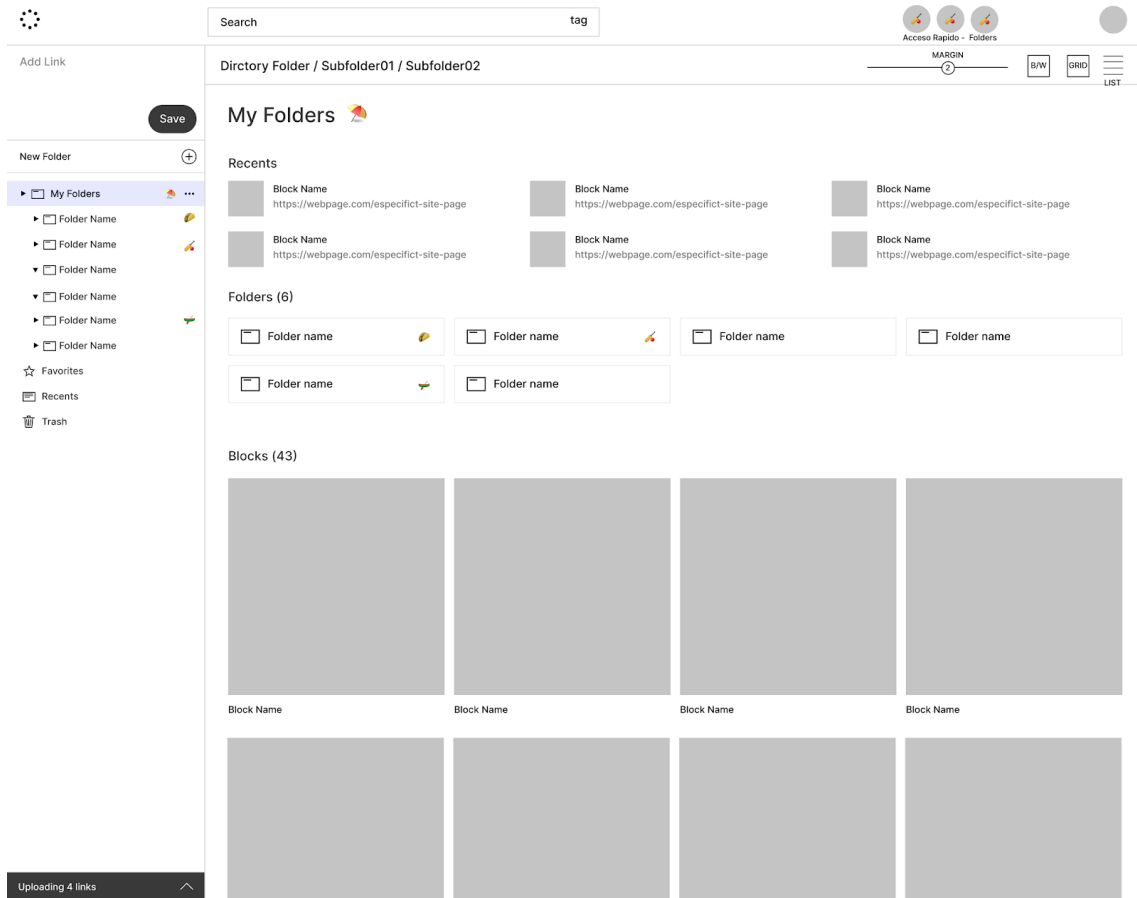 Search tag
Acceso Rapido - Folders
Add Link
Dirctory Folder / Subfolder01 / Subfolder02
MARGIN
2
B/W
GRID
LIST
Save
My Folders
New Folder
Recents
My Folders
Folder Name
Folder Name
Folder Name
Folder Name
Folder Name
Folder Name
Favorites
Recents
Trash
Block Name
https://webpage.com/especifict-site-page
Block Name
https://webpage.com/especifict-site-page
Block Name
https://webpage.com/especifict-site-page
Block Name
https://webpage.com/especifict-site-page
Block Name
https://webpage.com/especifict-site-page
Block Name
https://webpage.com/especifict-site-page
Folders (6)
Folder name
Folder name
Folder name
Folder name
Folder name
Folder name
Blocks (43)
Block Name
Block Name
Block Name
Block Name
Uploading 4 links